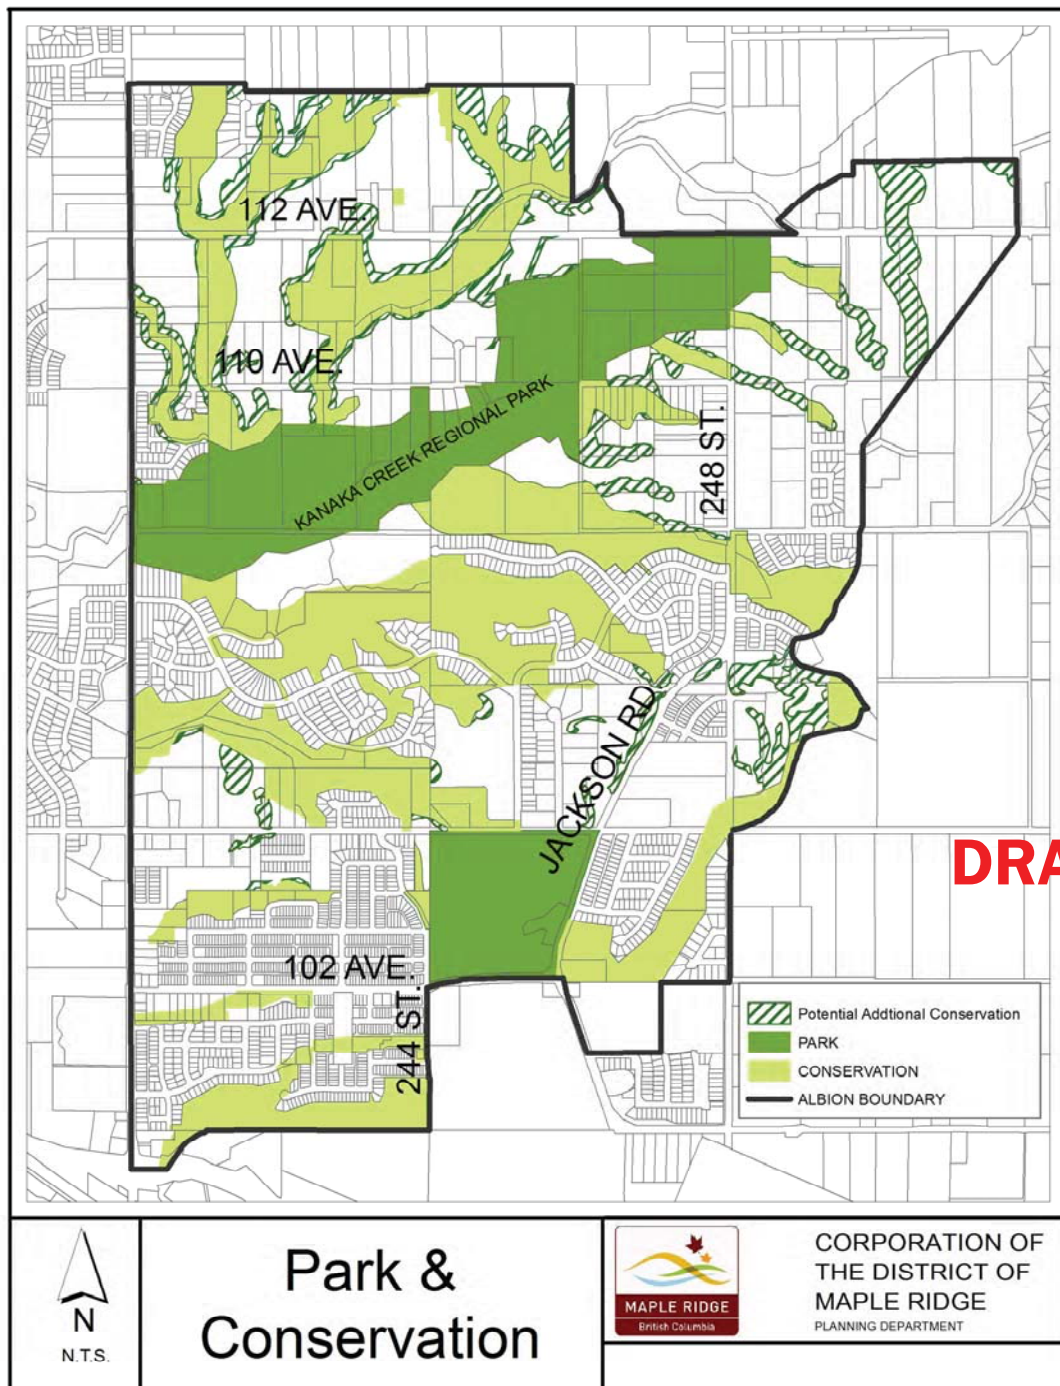 112 AVE.
110 AVE.
KANAKA CREEK REGIONAL PARK
248 ST.
JACKSON RD
DRA
102 AVE.
244 ST.
Potential Addtional Conservation
PARK
CONSERVATION
ALBION BOUNDARY
N
N.T.S.
Park &
Conservation
MAPLE RIDGE
British Columbia
CORPORATION OF
THE DISTRICT OF
MAPLE RIDGE
PLANNING DEPARTMENT